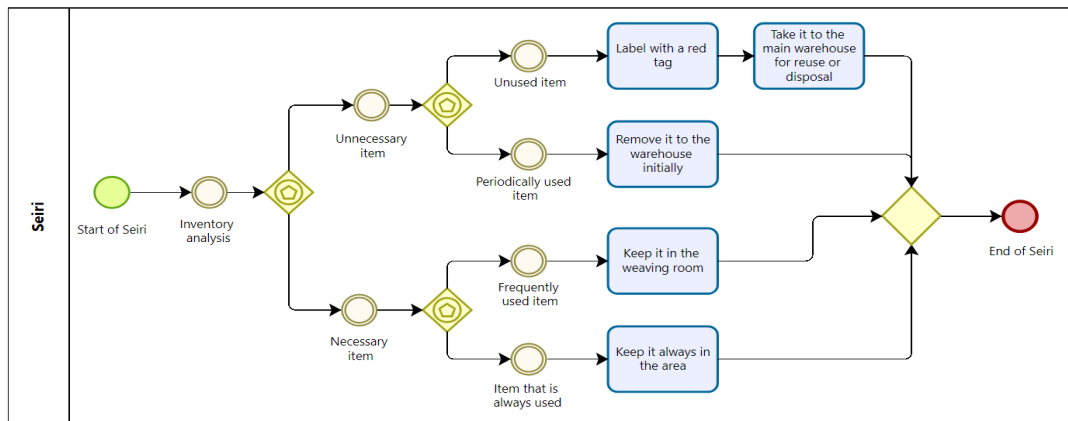 Seiri
Start of Seiri
Inventory
analysis
Unnecessary
item
Necessary
item
Unused item
Periodically used
item
Frequently
used item
Item that is
always used
Label with a red
tag
Take it to the
main warehouse
for reuse or
disposal
Remove it to the
warehouse
initially
Keep it in the
weaving room
Keep it always in
the area
End of Seiri